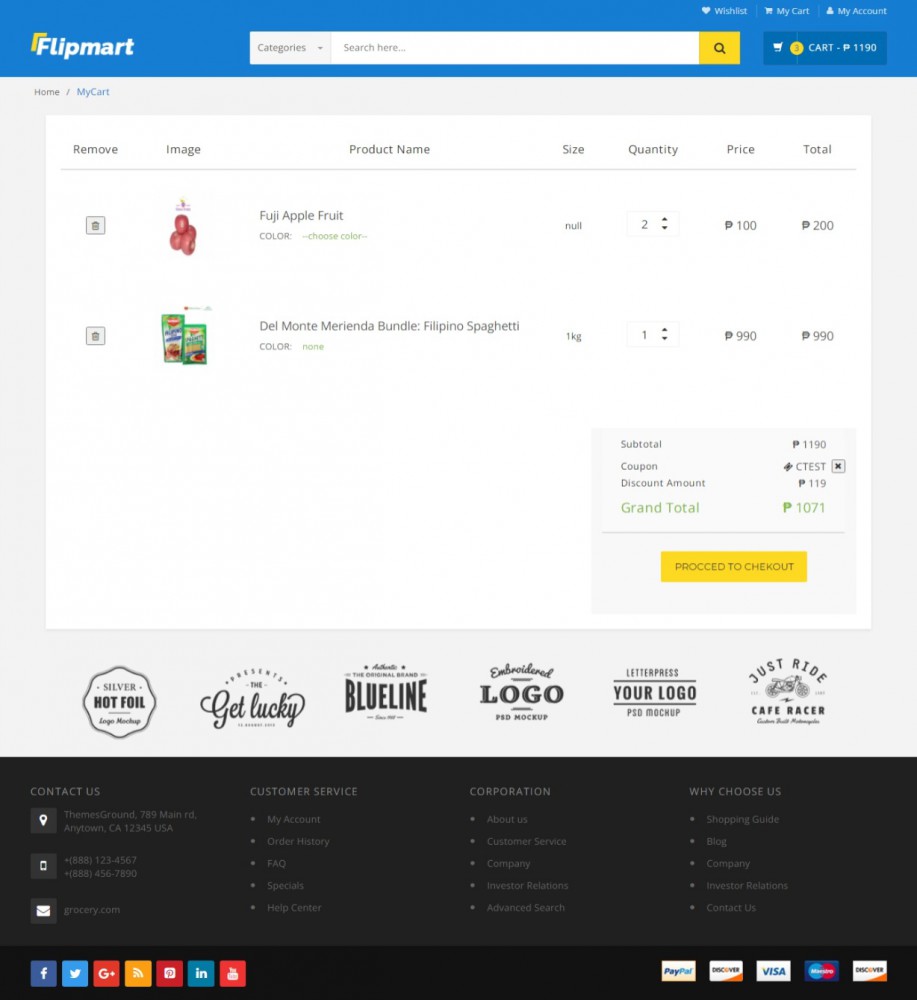 Wishlist My Cart My Account
Flipmart
Categories Search here... 3 CART - ₱ 1190
Home / MyCart
Remove Image Product Name Size Quantity Price Total
Fuji Apple Fruit
COLOR: --choose color--
null 2 ₱ 100 ₱ 200
Del Monte Merienda Bundle: Filipino Spaghetti
COLOR: none
1kg 1 ₱ 990 ₱ 990
Subtotal ₱ 1190
Coupon CTEST
Discount Amount ₱ 119
Grand Total ₱ 1071
PROCCED TO CHEKOUT
· SILVER ·
HOT FOIL
Logo Mockup
· PRESENTS ·
- THE -
Get lucky
Authentic
THE ORIGINAL BRAND
BLUELINE
Embroidered
LOGO
PSD MOCKUP
LETTERPRESS
YOUR LOGO
PSD MOCKUP
JUST RIDE
CAFE RACER
Custom Built Motorcycles
CONTACT US
ThemesGround, 789 Main rd,
Anytown, CA 12345 USA
+(888) 123-4567
+(888) 456-7890
grocery.com
CUSTOMER SERVICE
My Account
Order History
FAQ
Specials
Help Center
CORPORATION
About us
Customer Service
Company
Investor Relations
Advanced Search
WHY CHOOSE US
Shopping Guide
Blog
Company
Investor Relations
Contact Us
PayPal DISCOVER VISA Maestro DISCOVER